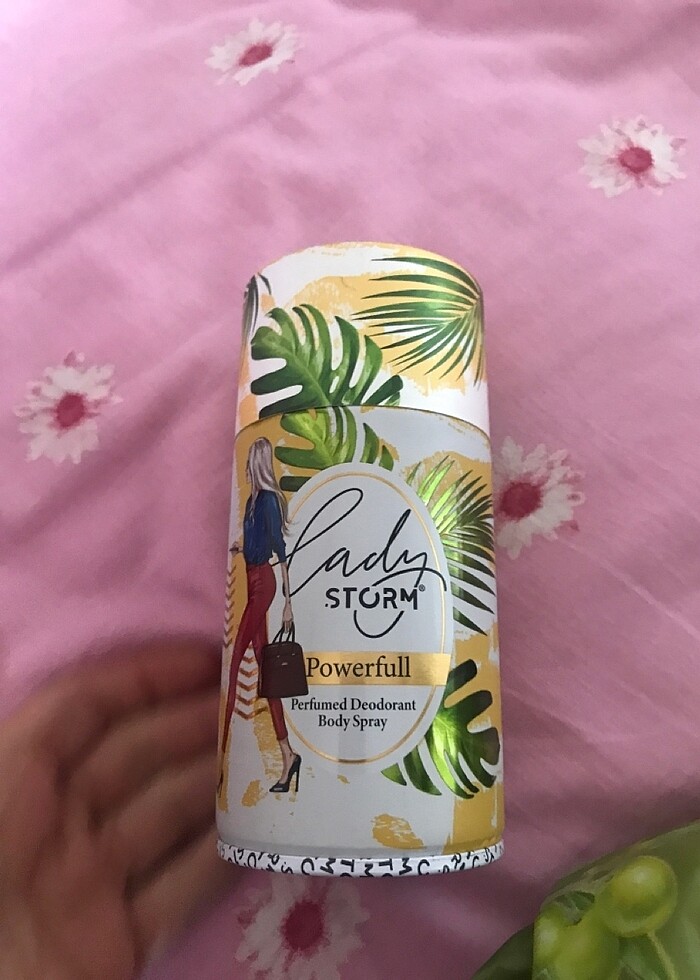 lady
STORM®
Powerfull
Perfumed Deodorant
Body Spray